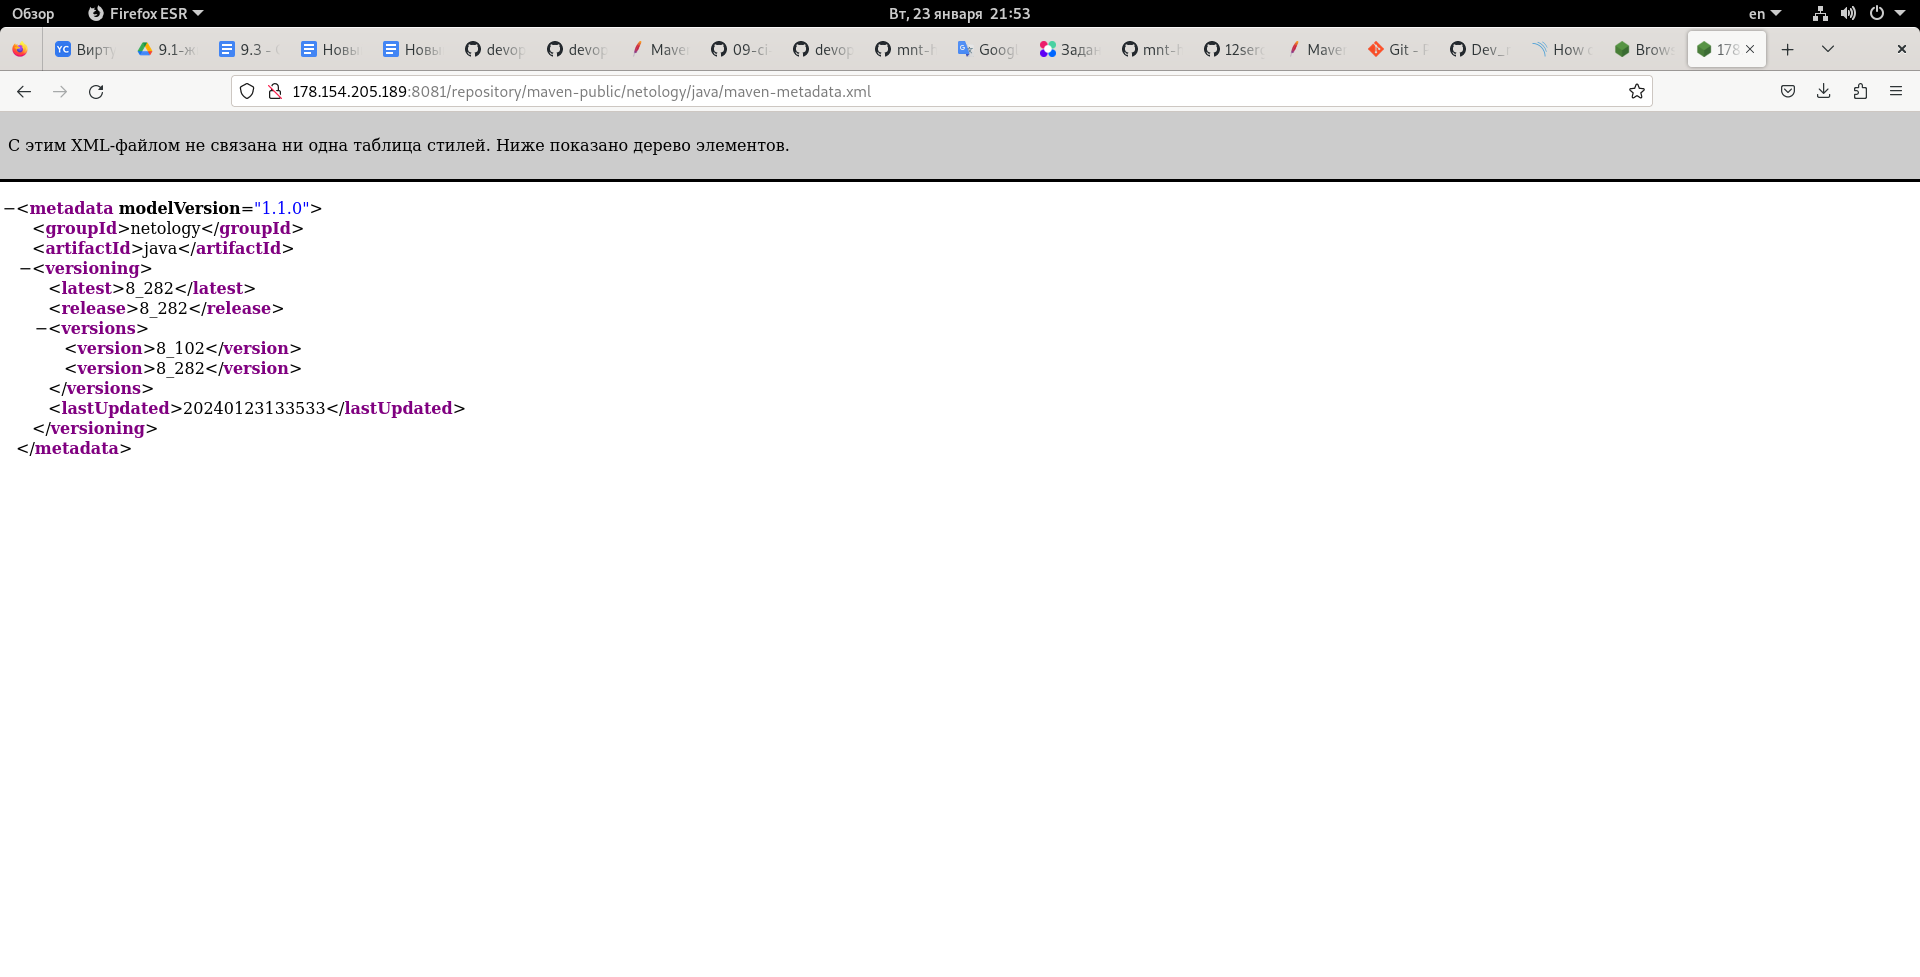 Обзор Firefox ESR Вт, 23 января 21:53 en
Вирту 9.1-ж 9.3 - Новы Новы devop devop Maven 09-ci- devop mnt-h Googl Задан mnt-h 12serg Maven Git - Dev_ How Brows 178
178.154.205.189:8081/repository/maven-public/netology/java/maven-metadata.xml
С этим XML-файлом не связана ни одна таблица стилей. Ниже показано дерево элементов.
−<metadata modelVersion="1.1.0">
<groupId>netology</groupId>
<artifactId>java</artifactId>
−<versioning>
<latest>8_282</latest>
<release>8_282</release>
−<versions>
<version>8_102</version>
<version>8_282</version>
</versions>
<lastUpdated>20240123133533</lastUpdated>
</versioning>
</metadata>